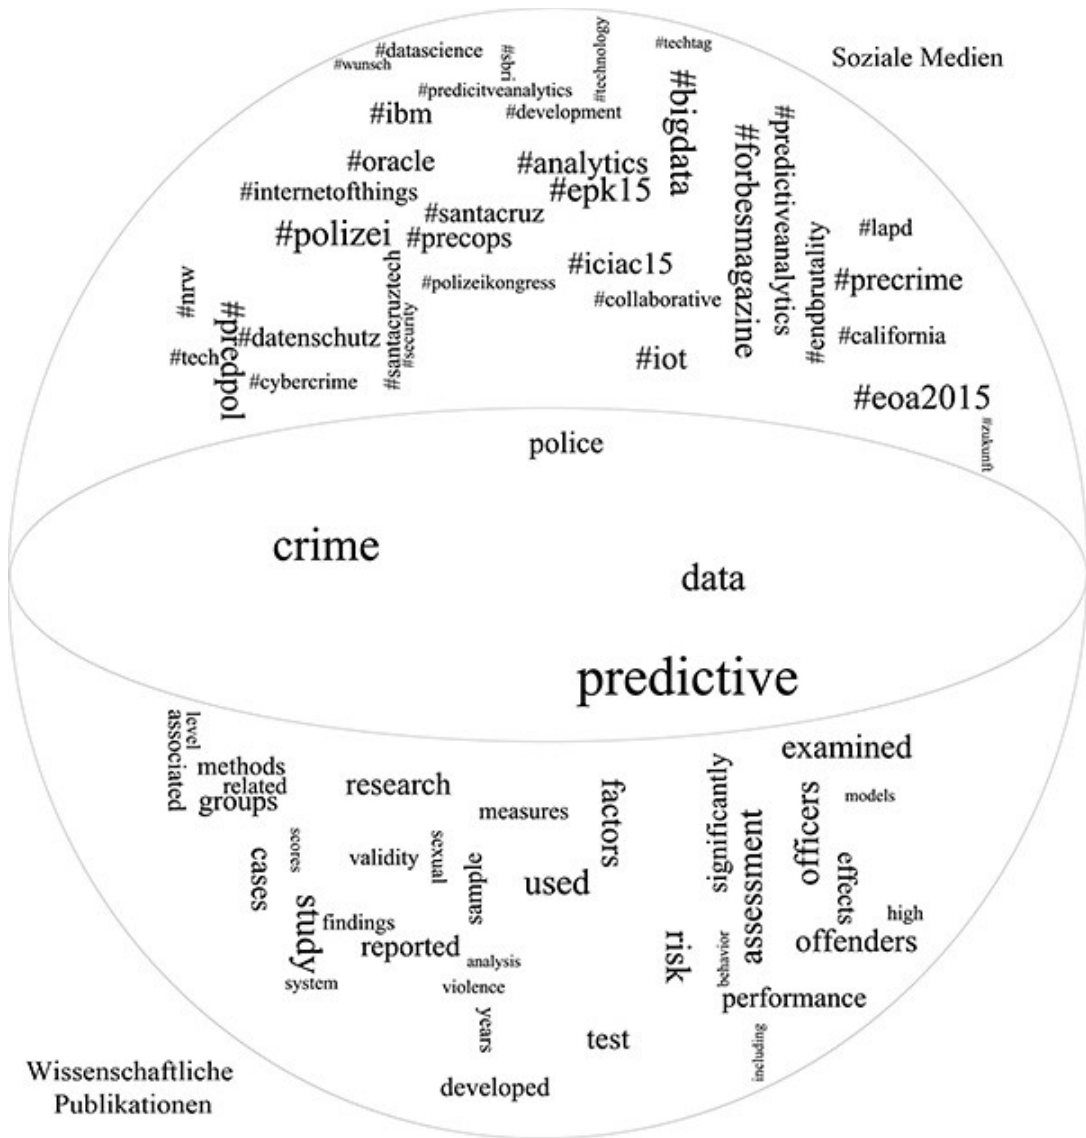 Soziale Medien
#datascience
#wunsch
#sbri
#technology
#techtag
#predicitveanalytics
#ibm
#development
#bigdata
#predictiveanalytics
#forbesmagazine
#oracle
#analytics
#internetofthings
#epk15
#santacruz
#polizei
#precops
#lapd
#endbrutality
#iciac15
#precrime
#nrw
#santacruztech
#polizeikongress
#collaborative
#predpol
#security
#datenschutz
#california
#tech
#iot
#cybercrime
#eoa2015
#zukunft
police
crime
data
predictive
level
associated
examined
methods
related
groups
research
measures
factors
significantly
officers
models
assessment
scores
cases
validity
sexual
sample
used
effects
study
findings
reported
risk
high
offenders
analysis
behavior
system
violence
performance
years
test
including
developed
Wissenschaftliche
Publikationen